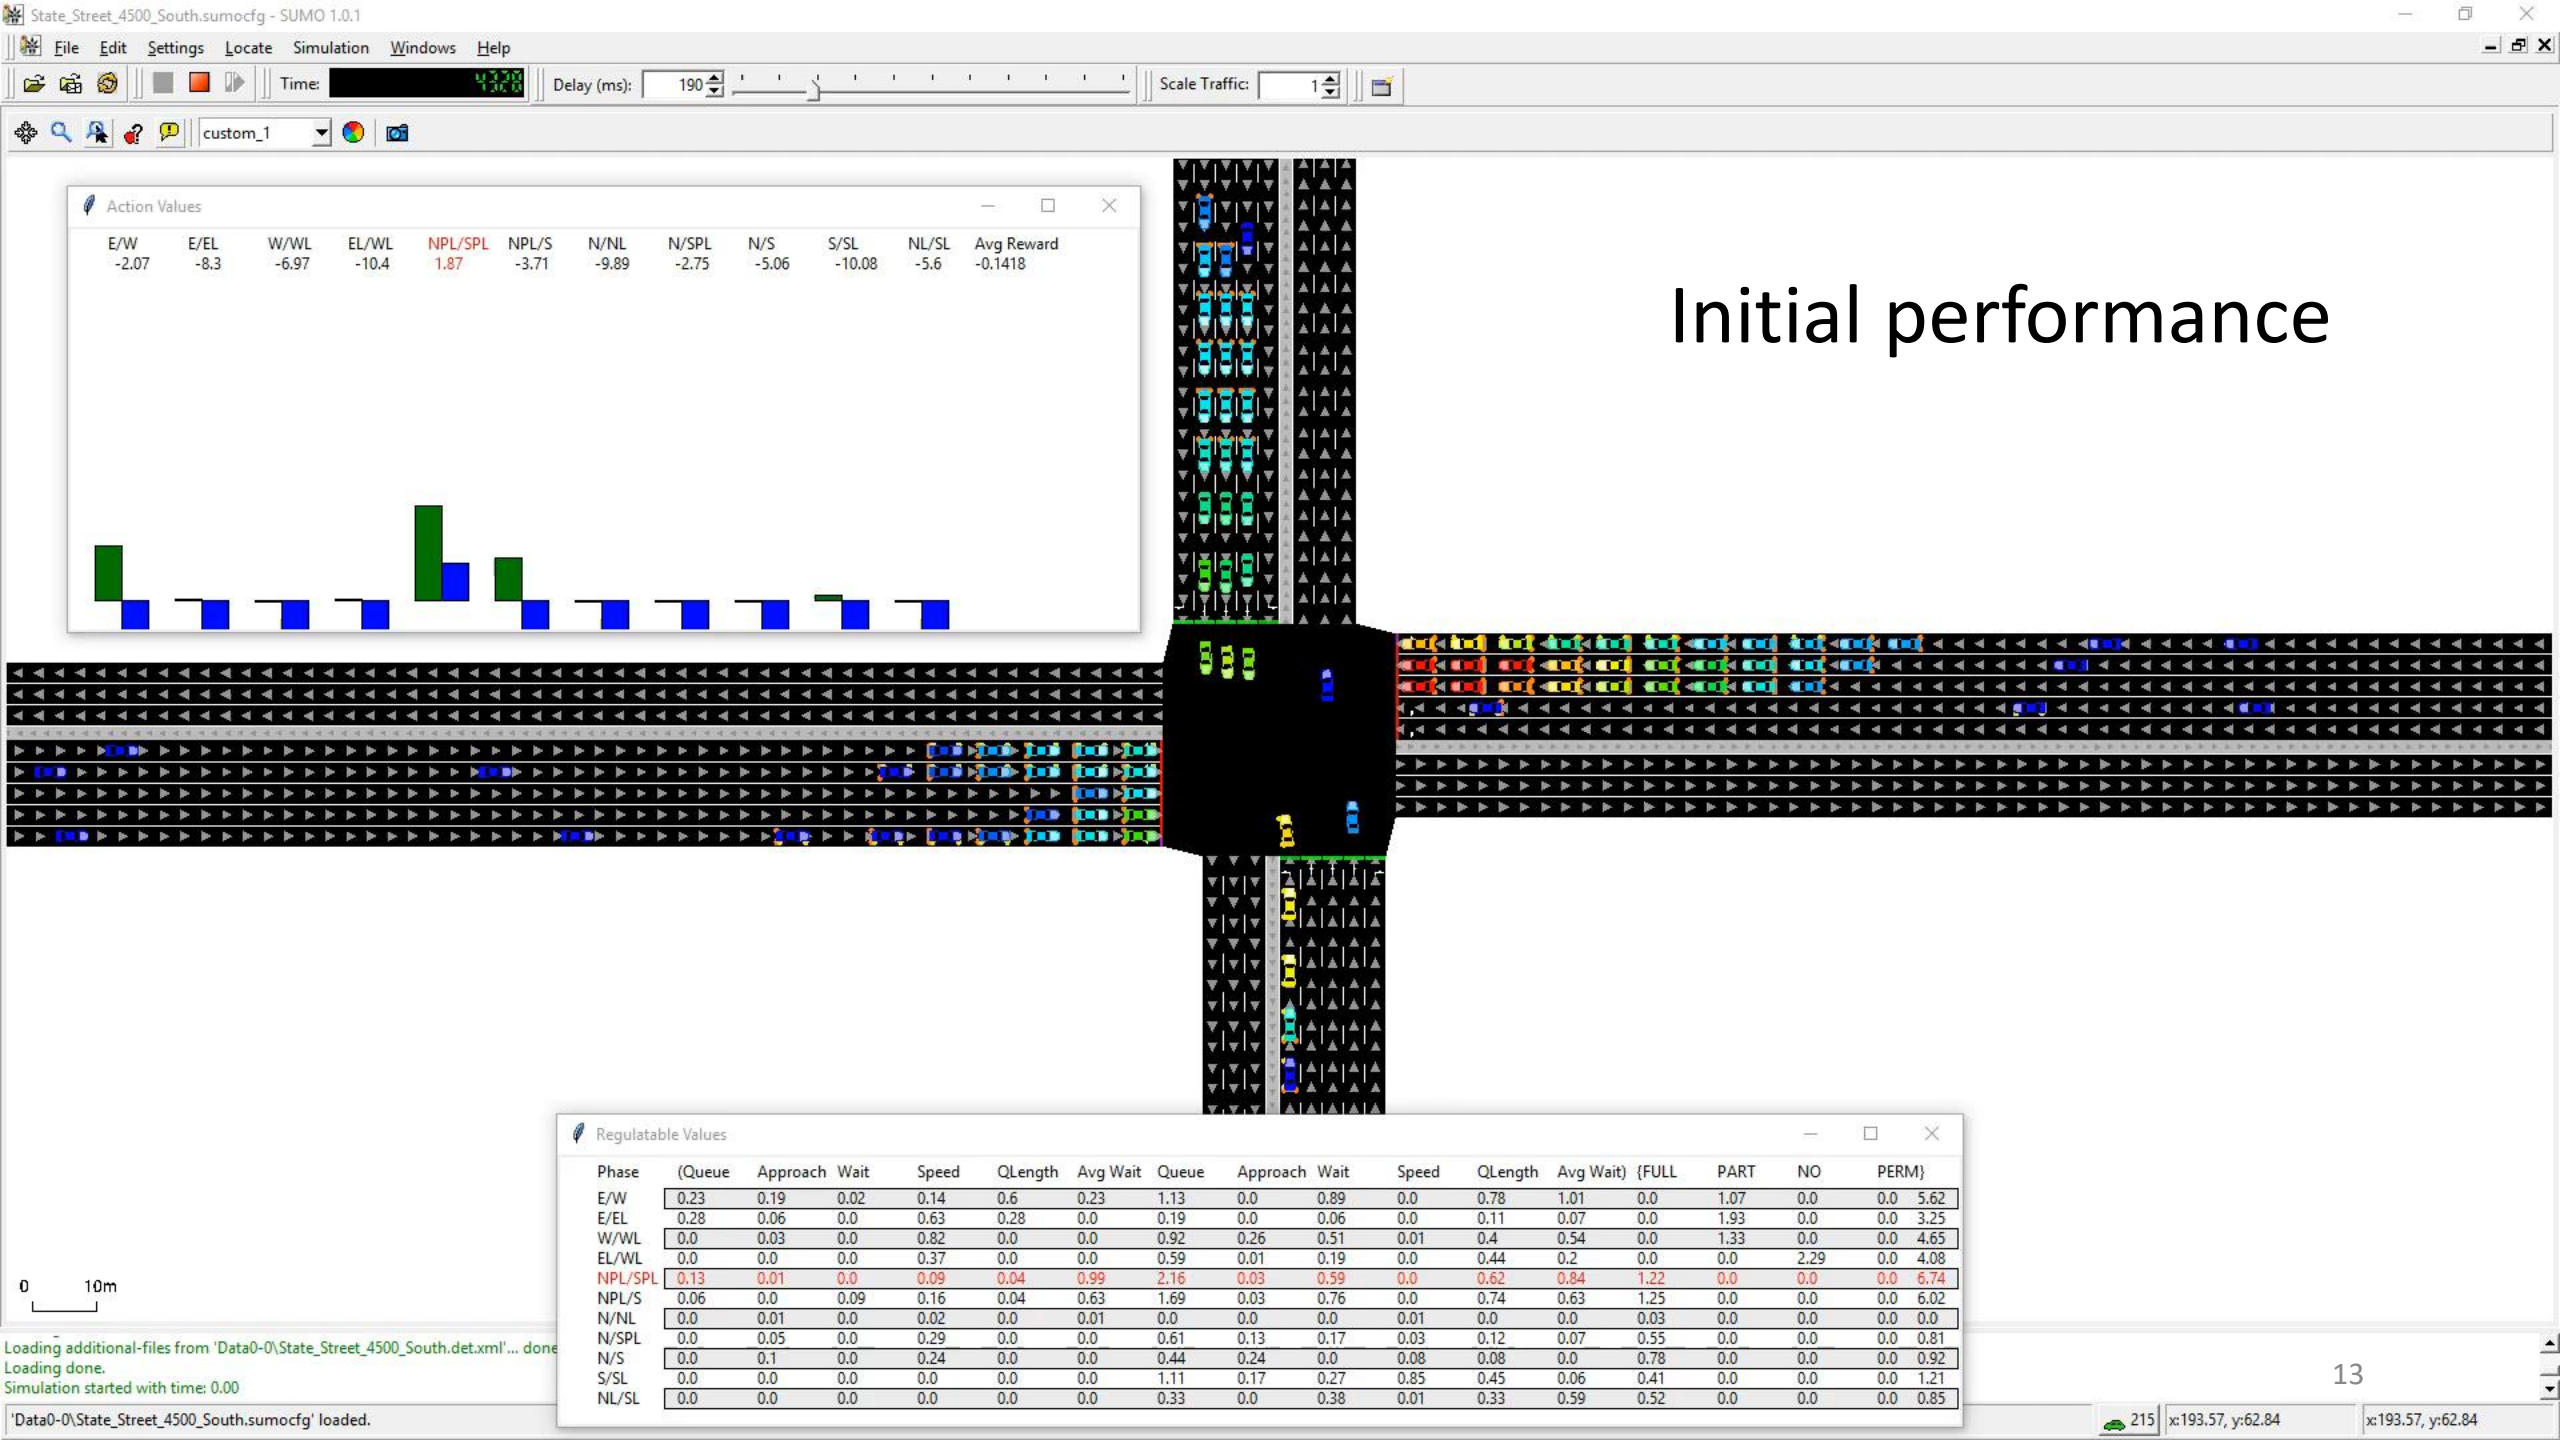 State_Street_4500_South.sumocfg - SUMO 1.0.1
File Edit Settings Locate Simulation Windows Help
Time: 4328 Delay (ms): 190 Scale Traffic: 1
custom_1
Action Values
E/W E/EL W/WL EL/WL NPL/SPL NPL/S N/NL N/SPL N/S S/SL NL/SL Avg Reward
-2.07 -8.3 -6.97 -10.4 1.87 -3.71 -9.89 -2.75 -5.06 -10.08 -5.6 -0.1418
Initial performance
Regulatable Values
Phase (Queue Approach Wait Speed QLength Avg Wait Queue Approach Wait Speed QLength Avg Wait) {FULL PART NO PERM}
E/W 0.23 0.19 0.02 0.14 0.6 0.23 1.13 0.0 0.89 0.0 0.78 1.01 0.0 1.07 0.0 0.0 5.62
E/EL 0.28 0.06 0.0 0.63 0.28 0.0 0.19 0.0 0.06 0.0 0.11 0.07 0.0 1.93 0.0 0.0 3.25
W/WL 0.0 0.03 0.0 0.82 0.0 0.0 0.92 0.26 0.51 0.01 0.4 0.54 0.0 1.33 0.0 0.0 4.65
EL/WL 0.0 0.0 0.0 0.37 0.0 0.0 0.59 0.01 0.19 0.0 0.44 0.2 0.0 0.0 2.29 0.0 4.08
NPL/SPL 0.13 0.01 0.0 0.09 0.04 0.99 2.16 0.03 0.59 0.0 0.62 0.84 1.22 0.0 0.0 0.0 6.74
NPL/S 0.06 0.0 0.09 0.16 0.04 0.63 1.69 0.03 0.76 0.0 0.74 0.63 1.25 0.0 0.0 0.0 6.02
N/NL 0.0 0.01 0.0 0.02 0.0 0.01 0.0 0.0 0.0 0.01 0.0 0.0 0.03 0.0 0.0 0.0 0.0
N/SPL 0.0 0.05 0.0 0.29 0.0 0.0 0.61 0.13 0.17 0.03 0.12 0.07 0.55 0.0 0.0 0.0 0.81
N/S 0.0 0.1 0.0 0.24 0.0 0.0 0.44 0.24 0.0 0.08 0.08 0.0 0.78 0.0 0.0 0.0 0.92
S/SL 0.0 0.0 0.0 0.0 0.0 0.0 1.11 0.17 0.27 0.85 0.45 0.06 0.41 0.0 0.0 0.0 1.21
NL/SL 0.0 0.0 0.0 0.0 0.0 0.0 0.33 0.0 0.38 0.01 0.33 0.59 0.52 0.0 0.0 0.0 0.85
0 10m
Loading additional-files from 'Data0-0\State_Street_4500_South.det.xml'... done
Loading done.
Simulation started with time: 0.00
13
'Data0-0\State_Street_4500_South.sumocfg' loaded.
215 x:193.57, y:62.84 x:193.57, y:62.84